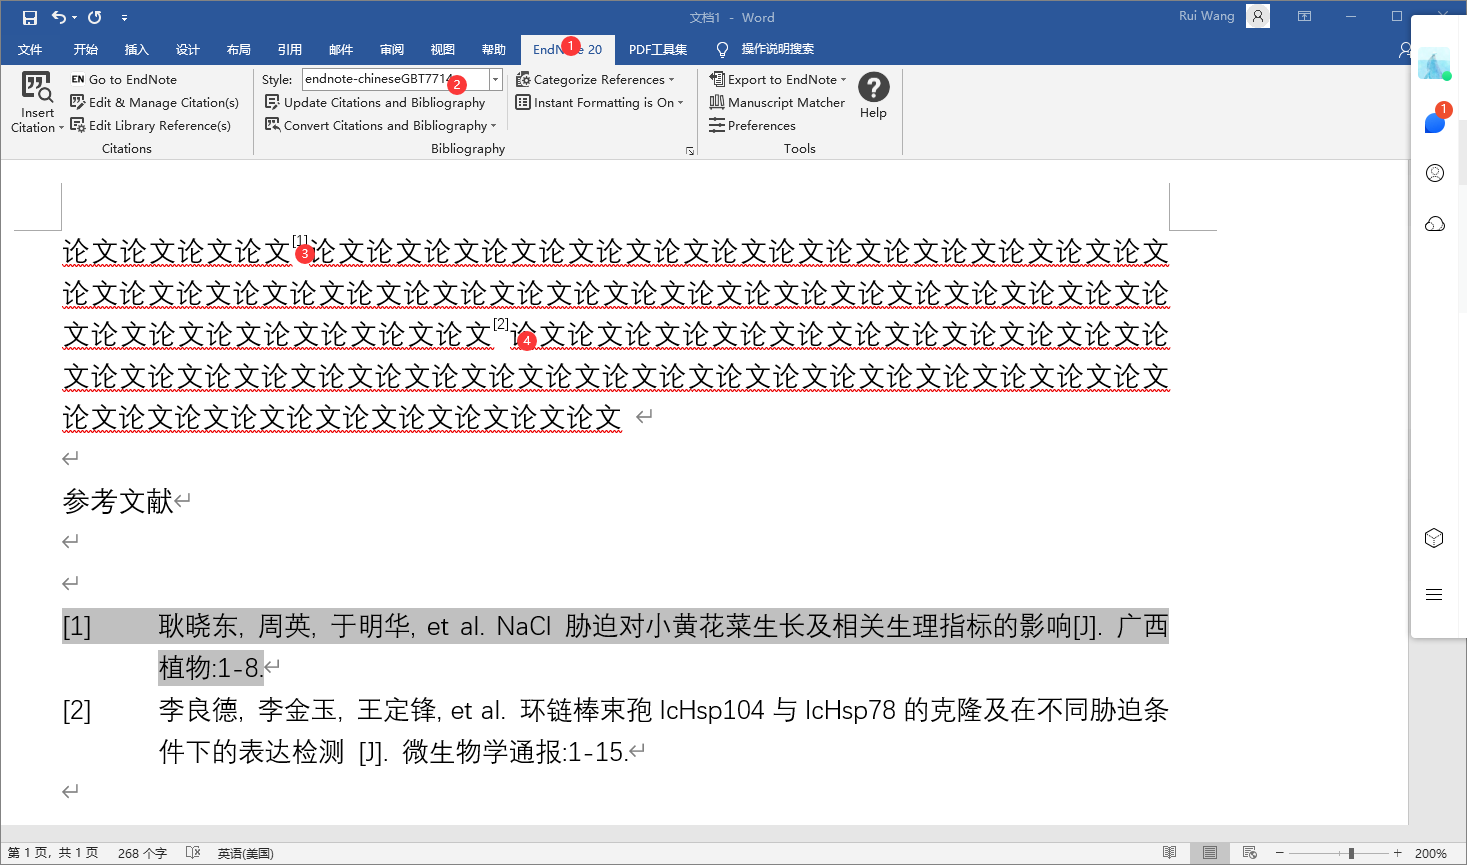 文档1 - Word
Rui Wang
文件 开始 插入 设计 布局 引用 邮件 审阅 视图 帮助 EndNote 20 PDF工具集 操作说明搜索
1
Insert Citation
EN Go to EndNote
Edit & Manage Citation(s)
Edit Library Reference(s)
Citations
Style: endnote-chineseGBT7714
2
Update Citations and Bibliography
Convert Citations and Bibliography
Categorize References
Instant Formatting is On
Bibliography
Export to EndNote
Manuscript Matcher
Preferences
Help
Tools
1
论文论文论文论文[1]论文论文论文论文论文论文论文论文论文论文论文论文论文论文论文
3
论文论文论文论文论文论文论文论文论文论文论文论文论文论文论文论文论文论文论文论
文论文论文论文论文论文论文论文[2]论文论文论文论文论文论文论文论文论文论文论文论
4
文论文论文论文论文论文论文论文论文论文论文论文论文论文论文论文论文论文论文论文
论文论文论文论文论文论文论文论文论文论文
参考文献
[1] 耿晓东, 周英, 于明华, et al. NaCl 胁迫对小黄花菜生长及相关生理指标的影响[J]. 广西
植物:1-8.
[2] 李良德, 李金玉, 王定锋, et al. 环链棒束孢 IcHsp104 与 IcHsp78 的克隆及在不同胁迫条
件下的表达检测 [J]. 微生物学通报:1-15.
第 1 页，共 1 页 268 个字 英语(美国) 200%